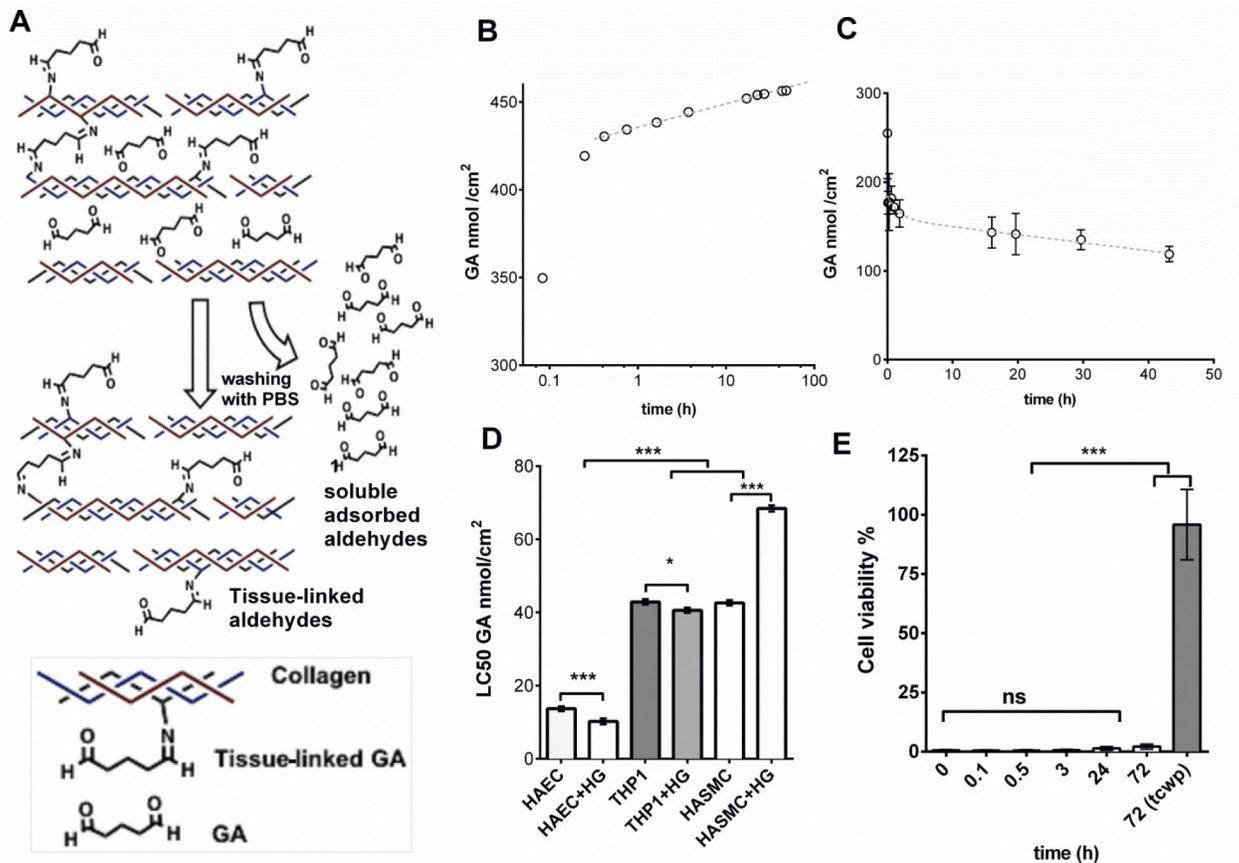 A
H
O
H
N
H
O
H
N
N
H
H
N
O
H
H
O
H
N
O
H
O
H
O
H
O
H
O
H
O
H
O
H
washing
with PBS
soluble
adsorbed
aldehydes
Tissue-linked
aldehydes
Collagen
Tissue-linked GA
GA
B
GA nmol /cm2
450
400
350
300
0.1
1
10
100
time (h)
C
GA nmol /cm2
300
200
100
0
0
10
20
30
40
50
time (h)
D
LC50 GA nmol/cm2
80
60
40
20
0
***
***
*
***
HAEC
HAEC+HG
THP1
THP1+HG
HASMC
HASMC+HG
E
Cell viability %
125
100
75
50
25
0
***
ns
0
0.1
0.5
3
24
72
72 (tcwp)
time (h)